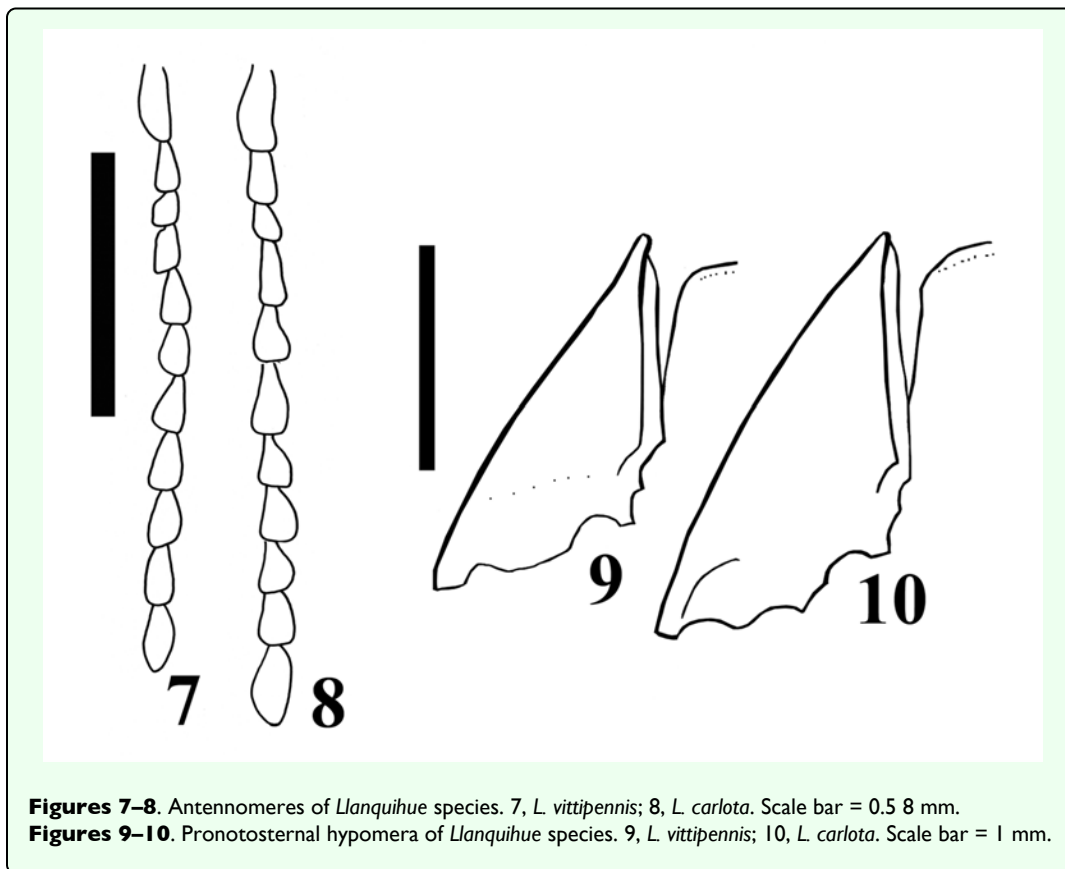 7
8
9
10
Figures 7–8. Antennomeres of Llanquihue species. 7, L. vittipennis; 8, L. carlota. Scale bar = 0.5 8 mm.
Figures 9–10. Pronotosternal hypomera of Llanquihue species. 9, L. vittipennis; 10, L. carlota. Scale bar = 1 mm.